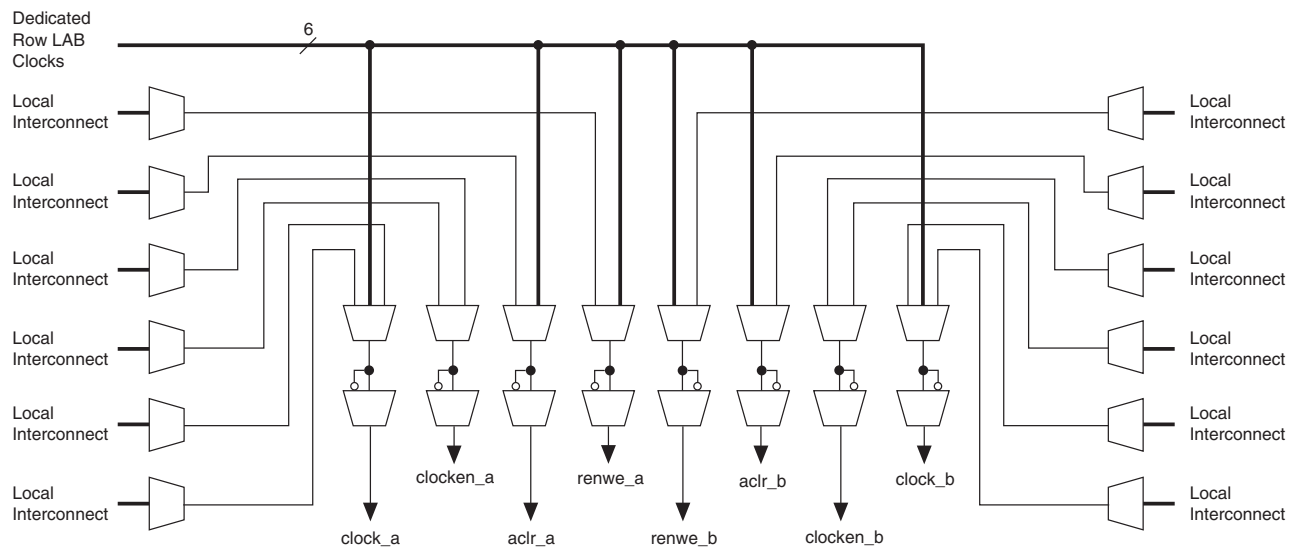 Dedicated
Row LAB
Clocks
6
Local
Interconnect
Local
Interconnect
Local
Interconnect
Local
Interconnect
Local
Interconnect
Local
Interconnect
Local
Interconnect
Local
Interconnect
Local
Interconnect
Local
Interconnect
Local
Interconnect
Local
Interconnect
clocken_a
renwe_a
aclr_b
clock_b
clock_a
aclr_a
renwe_b
clocken_b